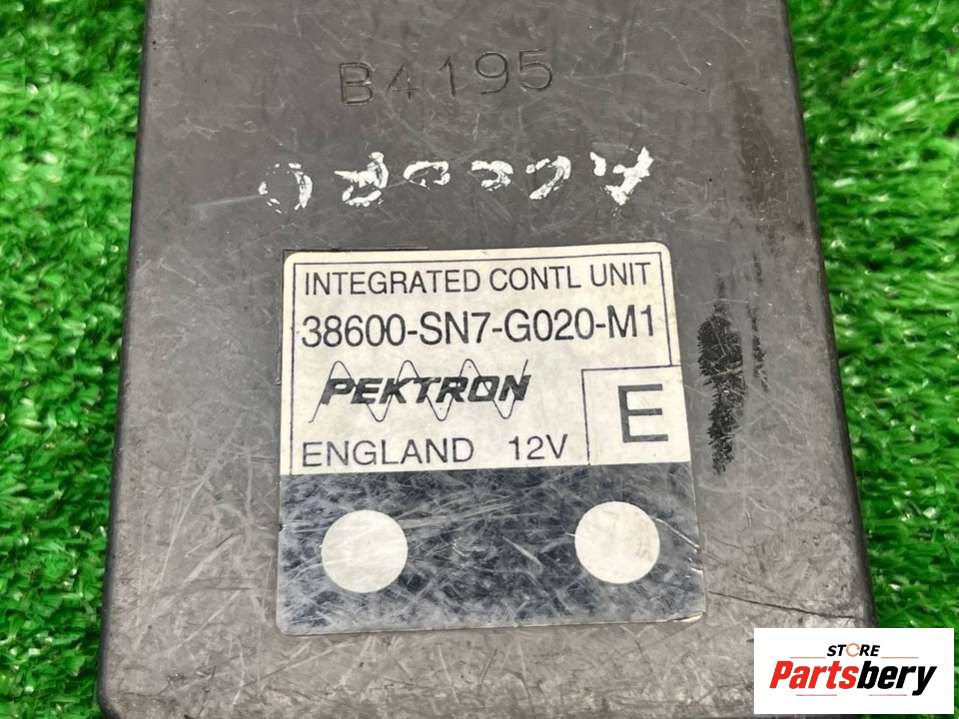 B4195
INTEGRATED CONTL UNIT
38600-SN7-G020-M1
PEKTRON
E
ENGLAND 12V
STORE
Partsbery